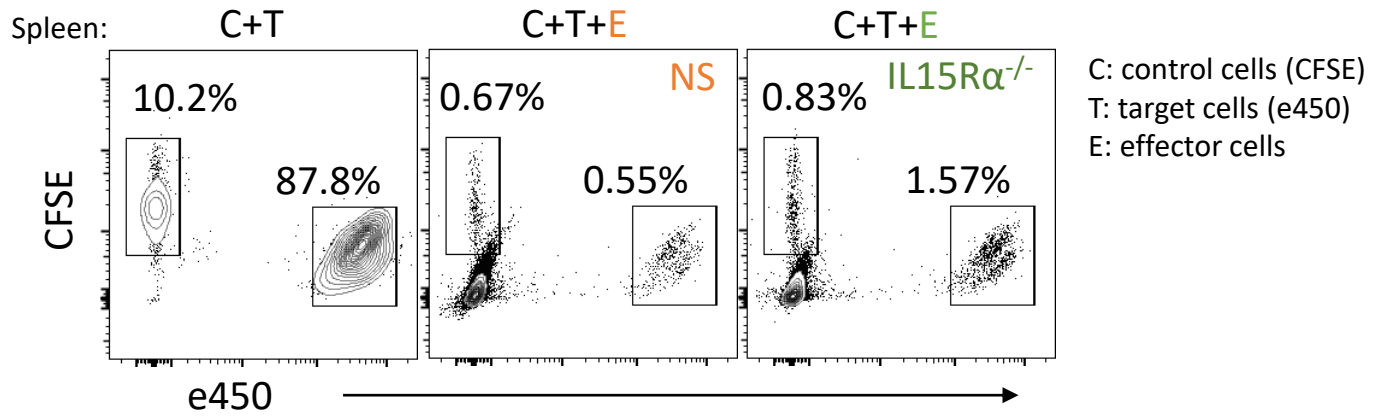 Spleen:
C+T
C+T+E
C+T+E
10.2%
87.8%
NS
0.67%
0.55%
IL15Rα-/-
0.83%
1.57%
C: control cells (CFSE)
T: target cells (e450)
E: effector cells
CFSE
e450